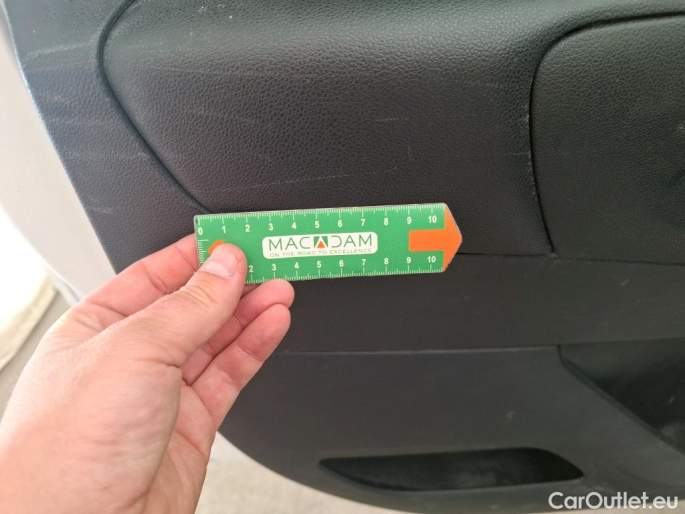 0 1 2 3 4 5 6 7 8 9 10
MACADAM
ON THE ROAD TO EXCELLENCE
2 3 4 5 6 7 8 9 10
CarOutlet.eu